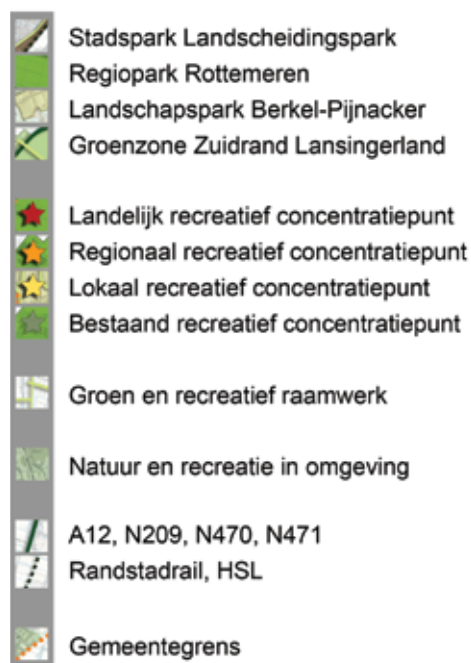 Stadspark Landscheidingspark
Regiopark Rottemeren
Landschapspark Berkel-Pijnacker
Groenzone Zuidrand Lansingerland
Landelijk recreatief concentratiepunt
Regionaal recreatief concentratiepunt
Lokaal recreatief concentratiepunt
Bestaand recreatief concentratiepunt
Groen en recreatief raamwerk
Natuur en recreatie in omgeving
A12, N209, N470, N471
Randstadrail, HSL
Gemeentegrens